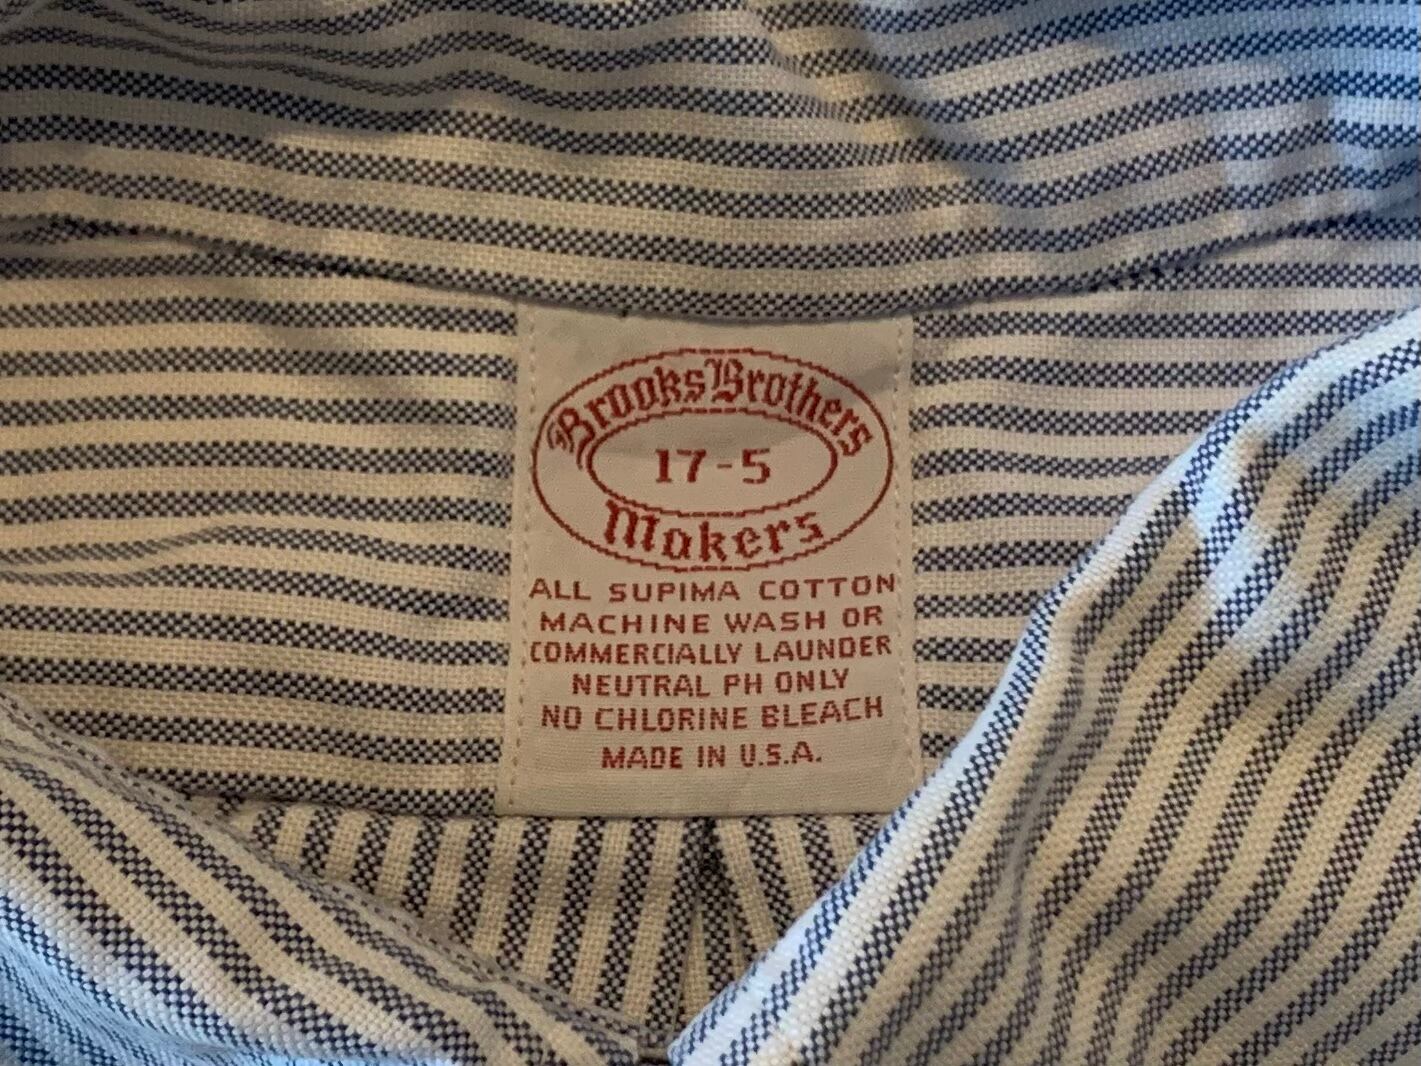 Brooks Brothers
17-5
Makers
ALL SUPIMA COTTON
MACHINE WASH OR
COMMERCIALLY LAUNDER
NEUTRAL PH ONLY
NO CHLORINE BLEACH
MADE IN U.S.A.